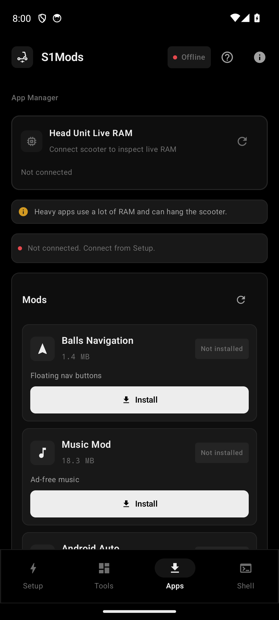 8:00
S1Mods
Offline
App Manager
Head Unit Live RAM
Connect scooter to inspect live RAM
Not connected
Heavy apps use a lot of RAM and can hang the scooter.
Not connected. Connect from Setup.
Mods
Balls Navigation
1.4 MB
Not installed
Floating nav buttons
Install
Music Mod
18.3 MB
Not installed
Ad-free music
Install
Android Auto
Setup
Tools
Apps
Shell